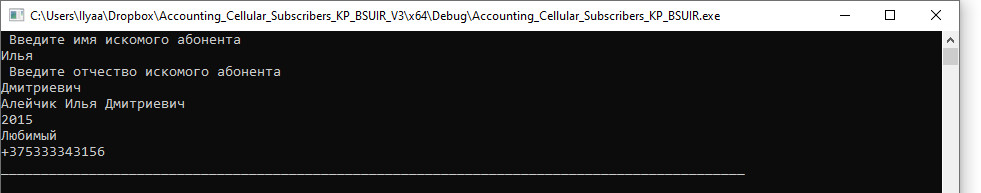 C:\Users\Ilyaa\Dropbox\Accounting_Cellular_Subscribers_KP_BSUIR_V3\x64\Debug\Accounting_Cellular_Subscribers_KP_BSUIR.exe
Введите имя искомого абонента
Илья
Введите отчество искомого абонента
Дмитриевич
Алейчик Илья Дмитриевич
2015
Любимый
+375333343156